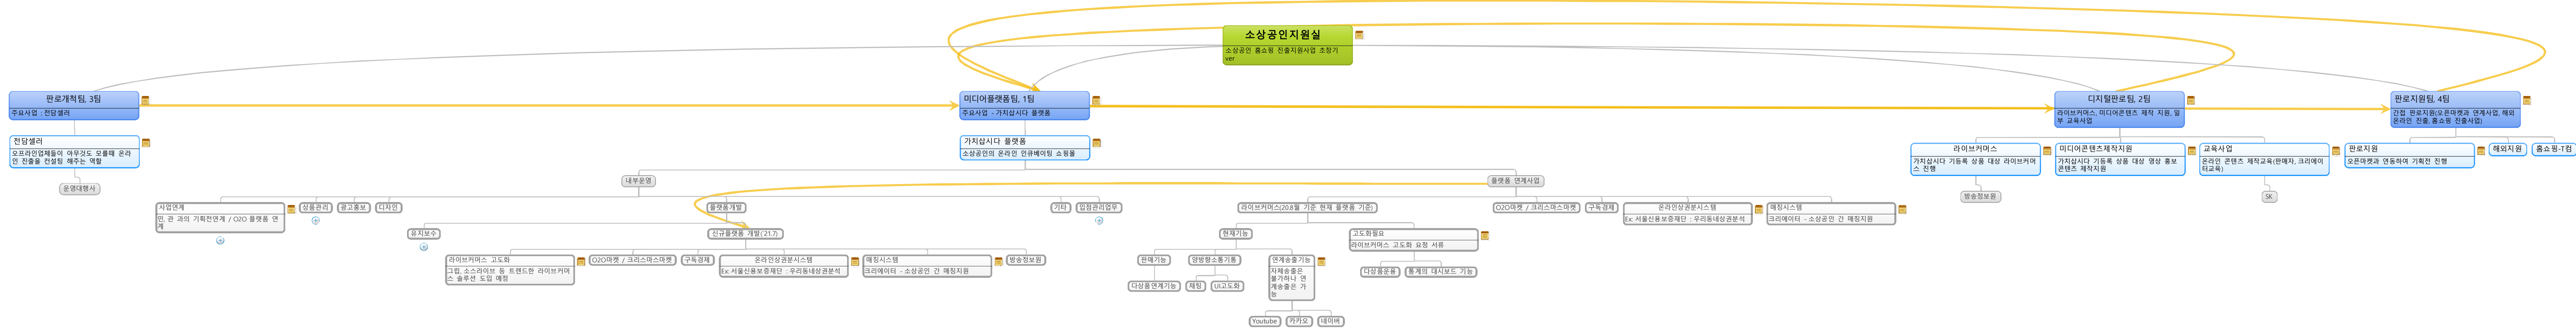 소상공인지원실
소상공인 홈쇼핑 진출지원사업 초창기
ver
판로개척팀, 3팀
주요사업 : 전담셀러
미디어플랫폼팀, 1팀
주요사업 - 가치삽시다 플랫폼
디지털판로팀, 2팀
라이브커머스, 미디어콘텐츠 제작 지원, 일
부 교육사업
판로지원팀, 4팀
간접 판로지원(오픈마켓과 연계사업, 해외
온라인 진출, 홈쇼핑 진출사업)
전담셀러
오프라인업체들이 아무것도 모를때 온라
인 진출을 컨설팅 해주는 역할
가치삽시다 플랫폼
소상공인의 온라인 인큐베이팅 쇼핑몰
라이브커머스
가치삽시다 기등록 상품 대상 라이브커머
스 진행
미디어콘텐츠제작지원
가치삽시다 기등록 상품 대상 영상 홍보
콘텐츠 제작지원
교육사업
온라인 콘텐츠 제작교육(판매자, 크리에이
터교육)
판로지원
오픈마켓과 연동하여 기획전 진행
해외지원
홈쇼핑-T컴
운영대행사
내부운영
플랫폼 연계사업
방송정보원
SK
사업연계
민, 관 과의 기획전연계 / O2O 플랫폼 연
계
상품관리
광고홍보
디자인
플랫폼개발
기타
입점관리업무
라이브커머스(20.8월 기준 현재 플랫폼 기준)
O2O마켓 / 크리스마스마켓
구독경제
온라인상권분석시스템
Ex: 서울신용보증재단 : 우리동네상권분석
매칭시스템
크리에이터 - 소상공인 간 매칭지원
유지보수
신규플랫폼 개발('21.7)
현재기능
고도화필요
라이브커머스 고도화 요청 서류
라이브커머스 고도화
그립, 소스라이브 등 트렌드한 라이브커머
스 솔루션 도입 예정
O2O마켓 / 크리스마스마켓
구독경제
온라인상권분석시스템
Ex: 서울신용보증재단 : 우리동네상권분석
매칭시스템
크리에이터 - 소상공인 간 매칭지원
방송정보원
판매기능
양방향소통기통
연계송출기능
자체송출은
불가하나 연
계송출은 가
능
다상품운용
통계의 대시보드 기능
다상품연계기능
채팅
UI고도화
Youtube
카카오
네이버